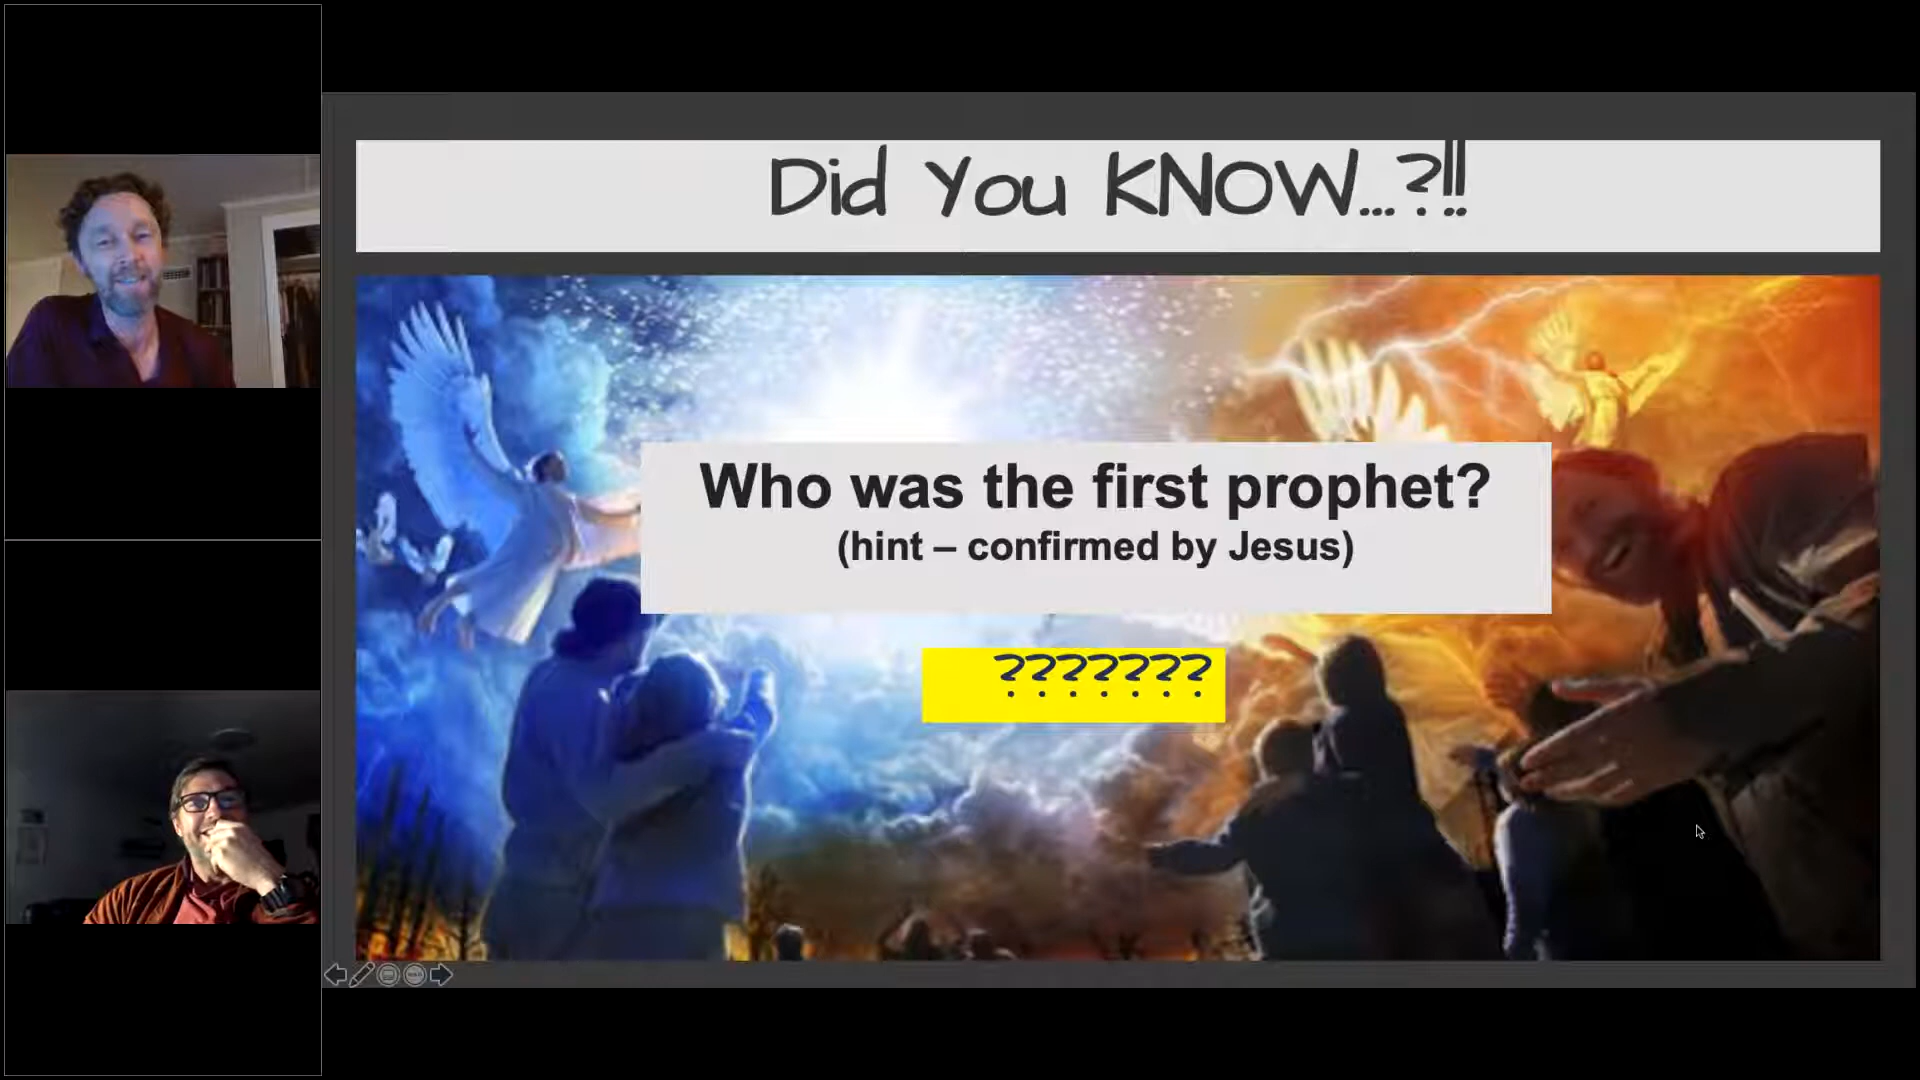 Did You KNOW...?!!
Who was the first prophet?
(hint – confirmed by Jesus)
???????